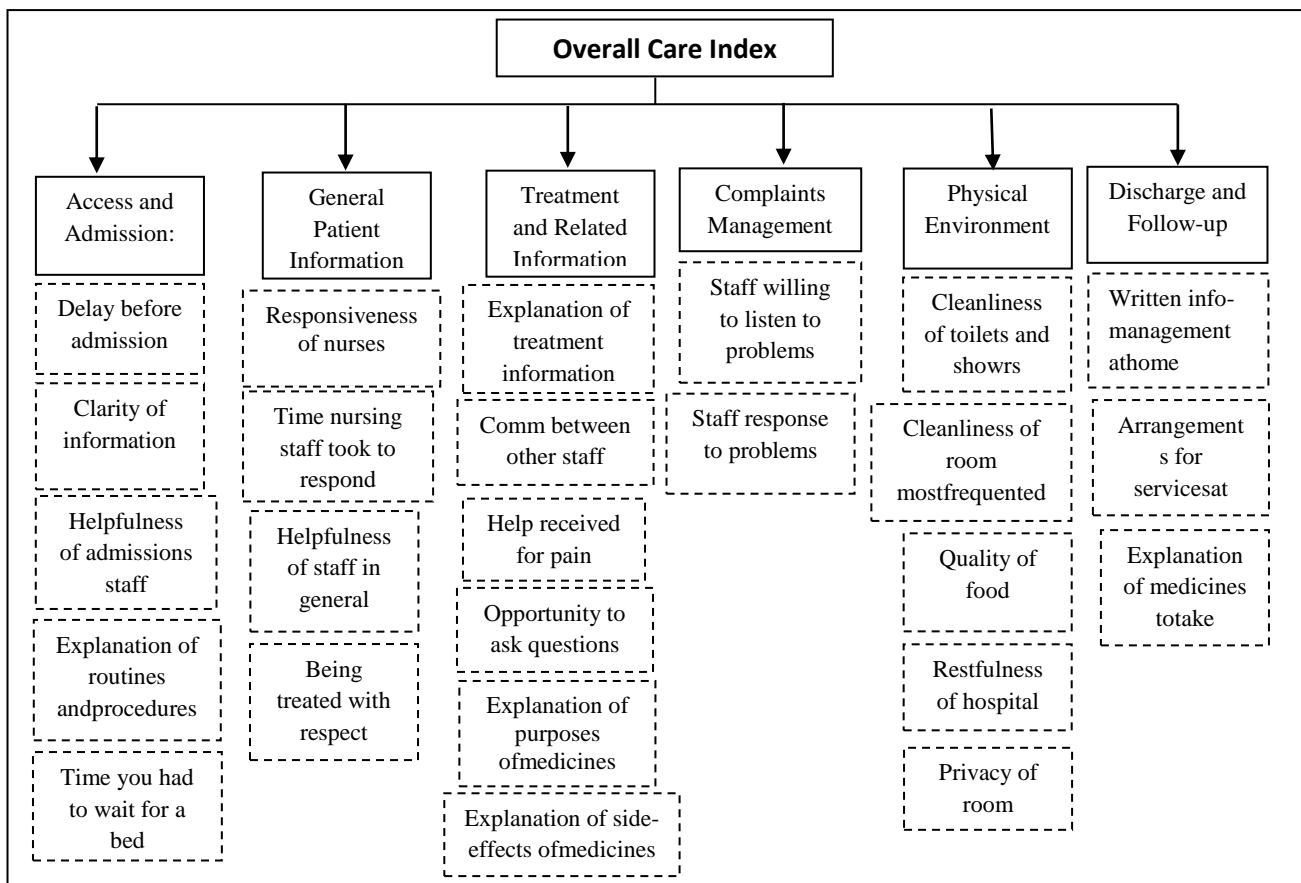 Overall Care Index
Access and
Admission:
Delay before
admission
Clarity of
information
Helpfulness
of admissions
staff
Explanation of
routines
andprocedures
Time you had
to wait for a
bed
General
Patient
Information
Responsiveness
of nurses
Time nursing
staff took to
respond
Helpfulness
of staff in
general
Being
treated with
respect
Treatment
and Related
Information
Explanation of
treatment
information
Comm between
other staff
Help received
for pain
Opportunity to
ask questions
Explanation of
purposes
ofmedicines
Explanation of side-
effects ofmedicines
Complaints
Management
Staff willing
to listen to
problems
Staff response
to problems
Physical
Environment
Cleanliness
of toilets and
showrs
Cleanliness of
room
mostfrequented
Quality of
food
Restfulness
of hospital
Privacy of
room
Discharge and
Follow-up
Written info-
management
athome
Arrangement
s for
servicesat
Explanation
of medicines
totake